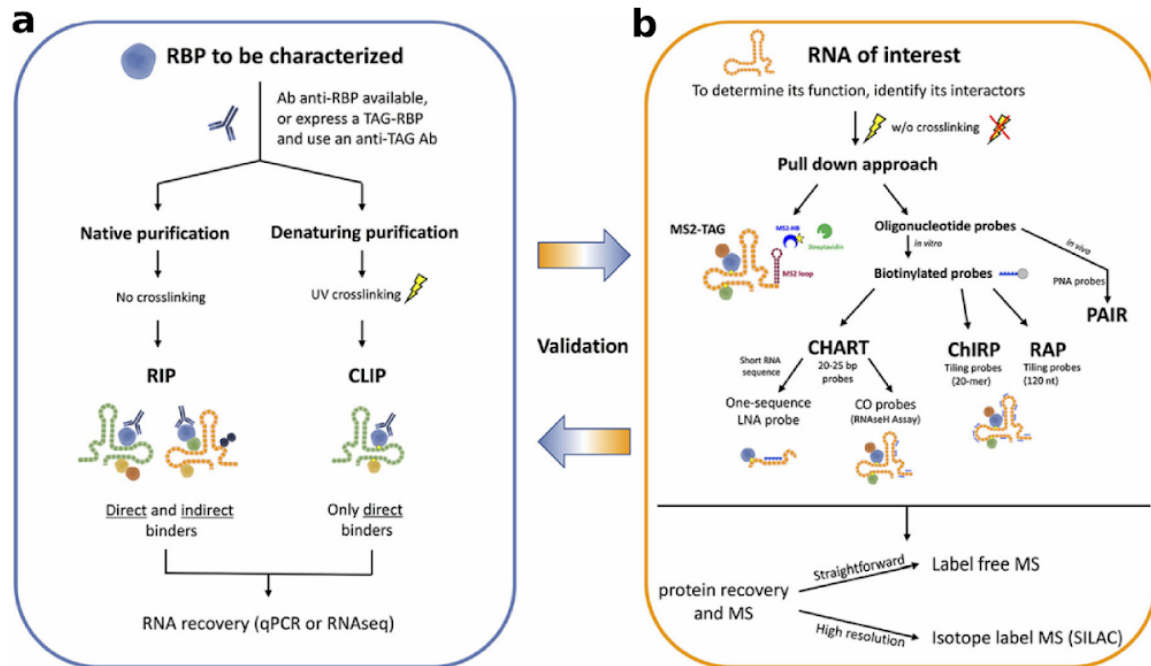 a
RBP to be characterized
Ab anti-RBP available,
or express a TAG-RBP
and use an anti-TAG Ab
Native purification
Denaturing purification
No crosslinking
UV crosslinking
RIP
CLIP
Direct and indirect
binders
Only direct
binders
RNA recovery (qPCR or RNAseq)
Validation
b
RNA of interest
To determine its function, identify its interactors
w/o crosslinking
Pull down approach
MS2-TAG
MS2-HB
Streptavidin
MS2 loop
Oligonucleotide probes
in vitro
in vivo
Biotinylated probes
PNA probes
PAIR
CHART
Short RNA
sequence
20-25 bp
probes
ChIRP
Tiling probes
(20-mer)
RAP
Tiling probes
(120 nt)
One-sequence
LNA probe
CO probes
(RNAseH Assay)
protein recovery
and MS
Straightforward
Label free MS
High resolution
Isotope label MS (SILAC)